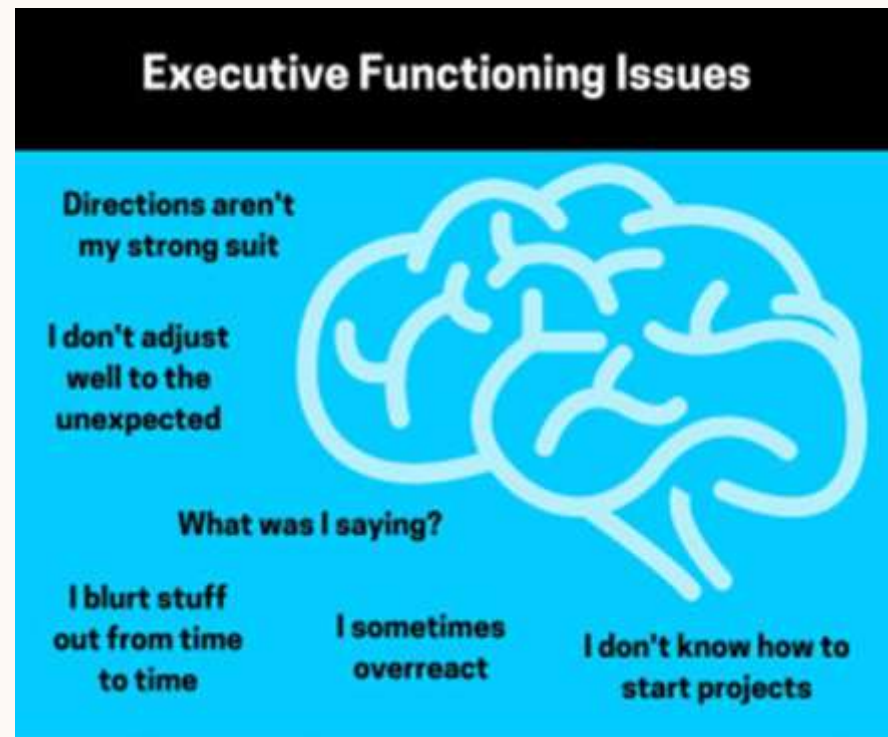 Executive Functioning Issues
Directions aren't
my strong suit
I don't adjust
well to the
unexpected
What was I saying?
I blurt stuff
out from time
to time
I sometimes
overreact
I don't know how to
start projects